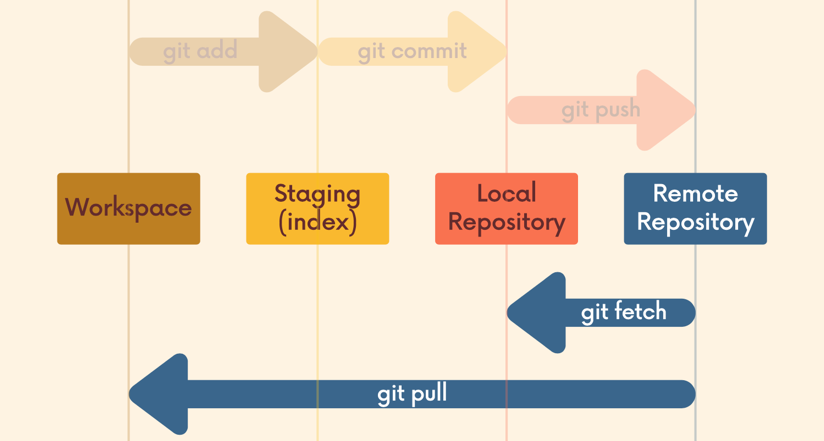 git add
git commit
git push
Workspace
Staging
(index)
Local
Repository
Remote
Repository
git fetch
git pull